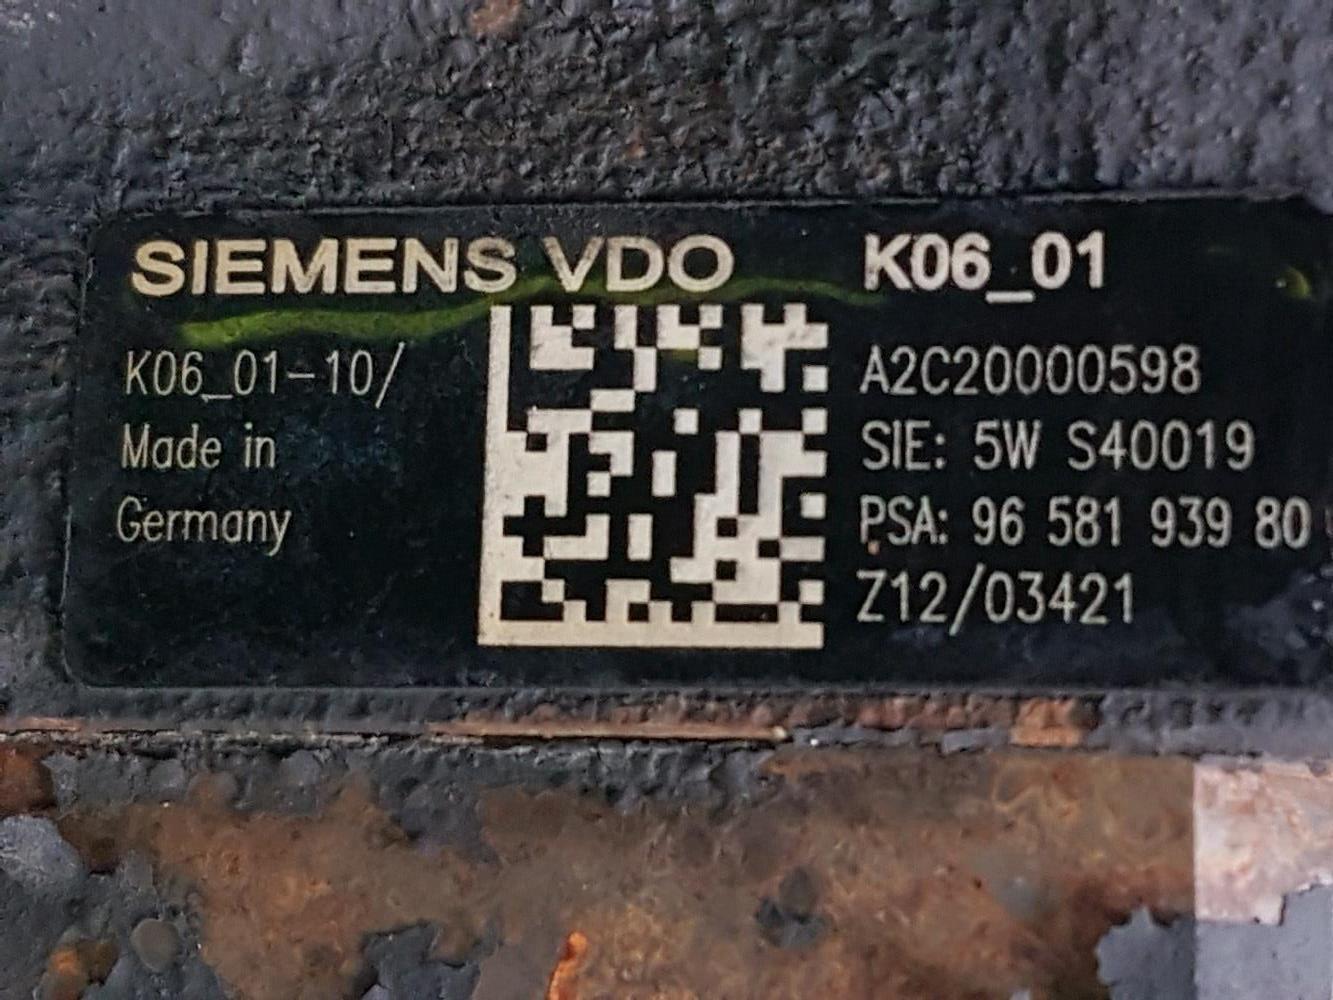 SIEMENS VDO K06_01
K06_01-10/
Made in
Germany
A2C20000598
SIE: 5W S40019
PSA: 96 581 939 80
Z12/03421